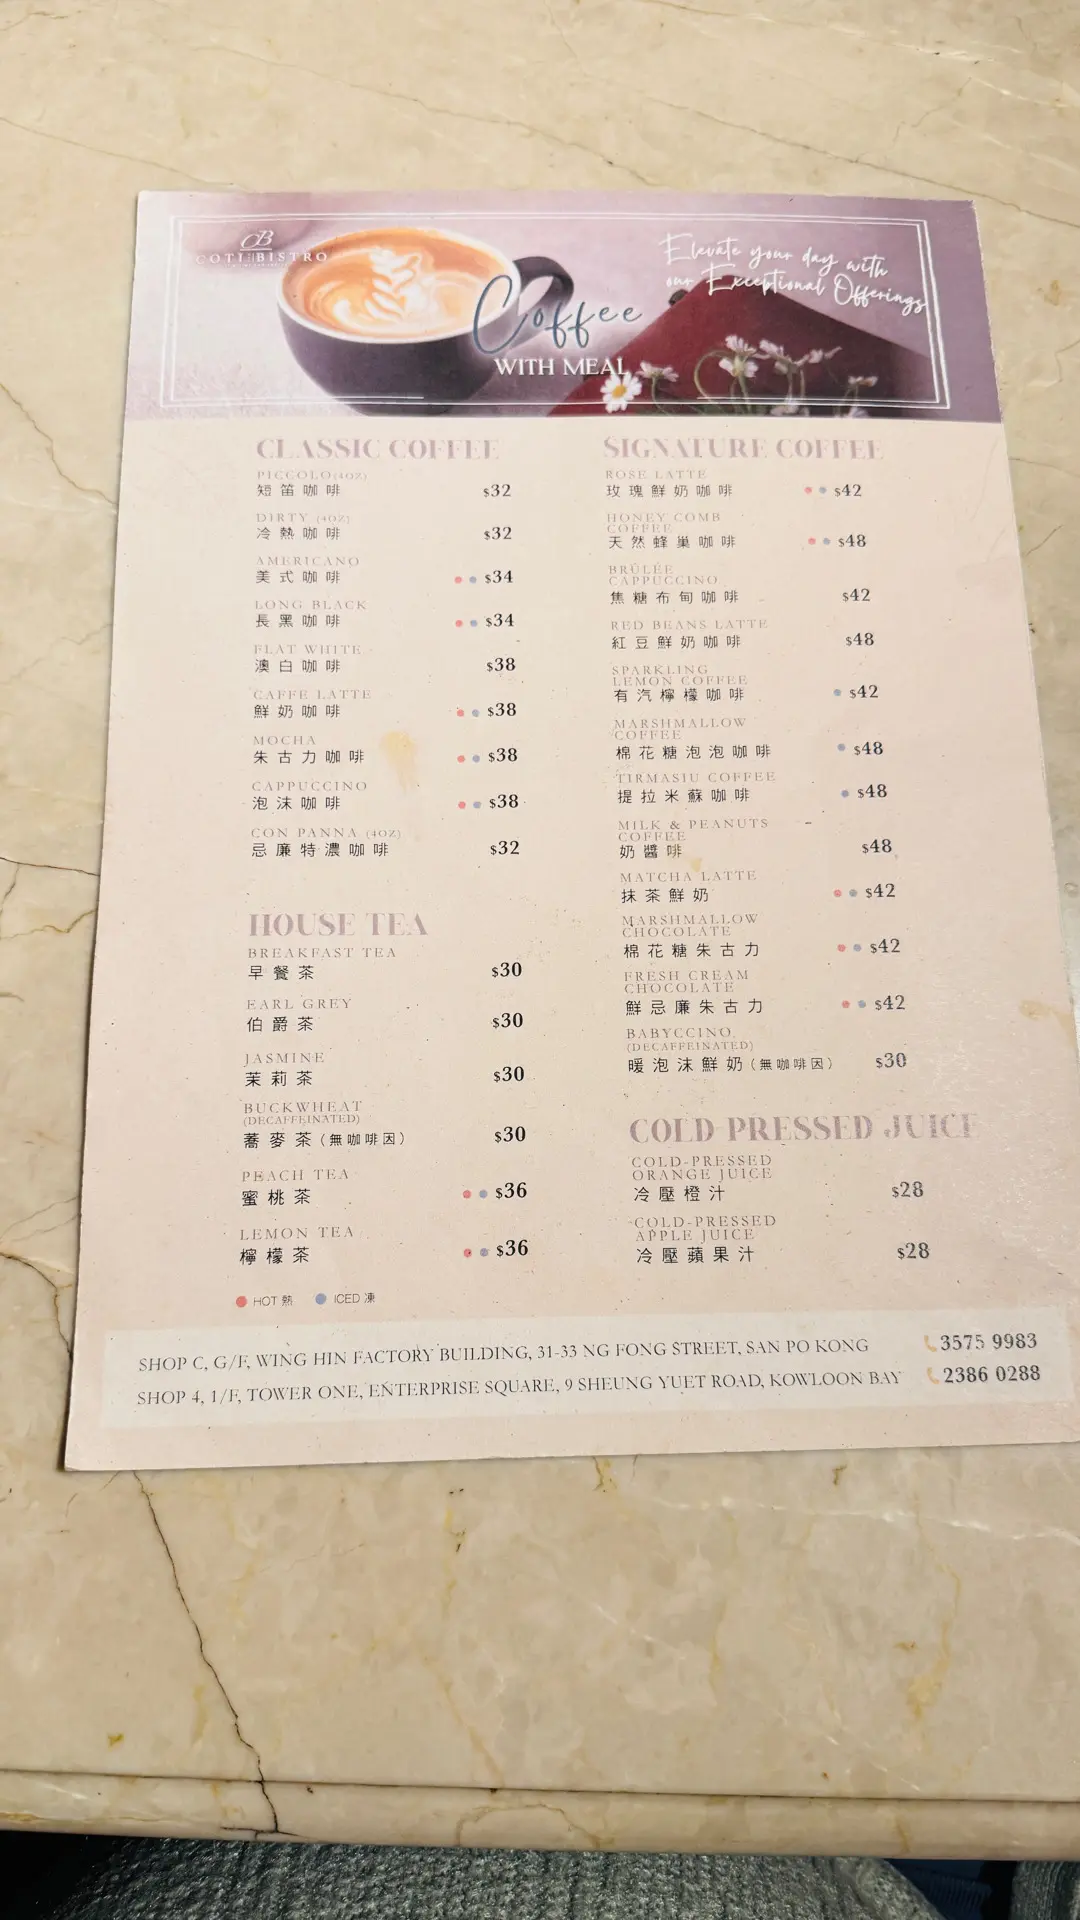 CB
COTI
BISTRO
Coffee
WITH MEAL
Elevate your day with
our Exceptional Offerings
CLASSIC COFFEE
PICCOLO (4OZ)
短笛咖啡 $32
DIRTY (4OZ)
冷熱咖啡 $32
AMERICANO
美式咖啡 $34
LONG BLACK
長黑咖啡 $34
FLAT WHITE
澳白咖啡 $38
CAFFE LATTE
鮮奶咖啡 $38
MOCHA
朱古力咖啡 $38
CAPPUCCINO
泡沫咖啡 $38
CON PANNA (4OZ)
忌廉特濃咖啡 $32
HOUSE TEA
BREAKFAST TEA
早餐茶 $30
EARL GREY
伯爵茶 $30
JASMINE
茉莉茶 $30
BUCKWHEAT
(DECAFFEINATED)
蕎麥茶(無咖啡因) $30
PEACH TEA
蜜桃茶 $36
LEMON TEA
檸檬茶 $36
HOT 熱 ICED 凍
SIGNATURE COFFEE
ROSE LATTE
玫瑰鮮奶咖啡 $42
HONEY COMB
COFFEE
天然蜂巢咖啡 $48
BRÛLÉE
CAPPUCCINO
焦糖布甸咖啡 $42
RED BEANS LATTE
紅豆鮮奶咖啡 $48
SPARKLING
LEMON COFFEE
有汽檸檬咖啡 $42
MARSHMALLOW
COFFEE
棉花糖泡泡咖啡 $48
TIRMASIU COFFEE
提拉米蘇咖啡 $48
MILK & PEANUTS
COFFEE
奶醬啡 $48
MATCHA LATTE
抹茶鮮奶 $42
MARSHMALLOW
CHOCOLATE
棉花糖朱古力 $42
FRESH CREAM
CHOCOLATE
鮮忌廉朱古力 $42
BABYCCINO
(DECAFFEINATED)
暖泡沫鮮奶(無咖啡因) $30
COLD PRESSED JUICE
COLD-PRESSED
ORANGE JUICE
冷壓橙汁 $28
COLD-PRESSED
APPLE JUICE
冷壓蘋果汁 $28
SHOP C, G/F, WING HIN FACTORY BUILDING, 31-33 NG FONG STREET, SAN PO KONG 3575 9983
SHOP 4, 1/F, TOWER ONE, ENTERPRISE SQUARE, 9 SHEUNG YUET ROAD, KOWLOON BAY 2386 0288